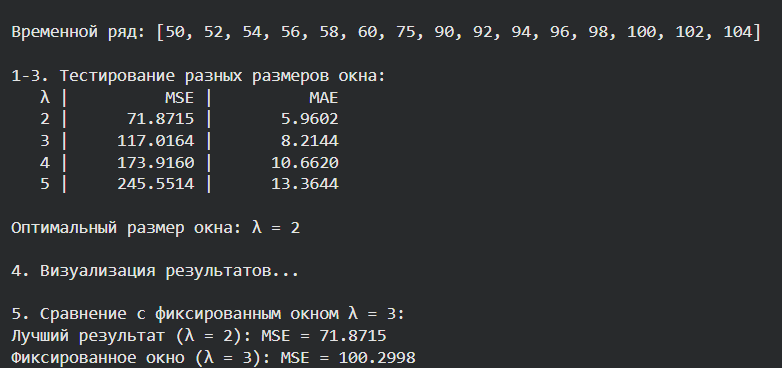 Временной ряд: [50, 52, 54, 56, 58, 60, 75, 90, 92, 94, 96, 98, 100, 102, 104]
1-3. Тестирование разных размеров окна:
λ | MSE | MAE
2 | 71.8715 | 5.9602
3 | 117.0164 | 8.2144
4 | 173.9160 | 10.6620
5 | 245.5514 | 13.3644
Оптимальный размер окна: λ = 2
4. Визуализация результатов...
5. Сравнение с фиксированным окном λ = 3:
Лучший результат (λ = 2): MSE = 71.8715
Фиксированное окно (λ = 3): MSE = 100.2998